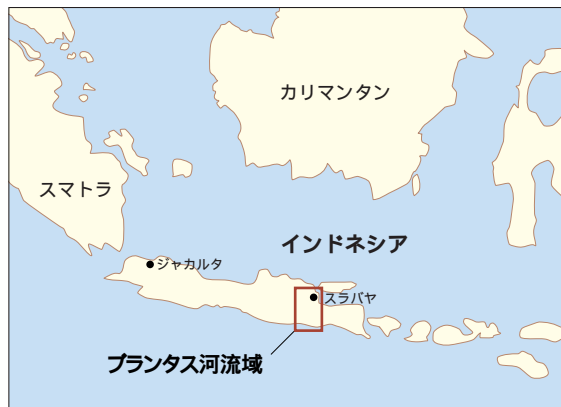 カリマンタン
スマトラ
インドネシア
ジャカルタ
スラバヤ
ブランタス河流域